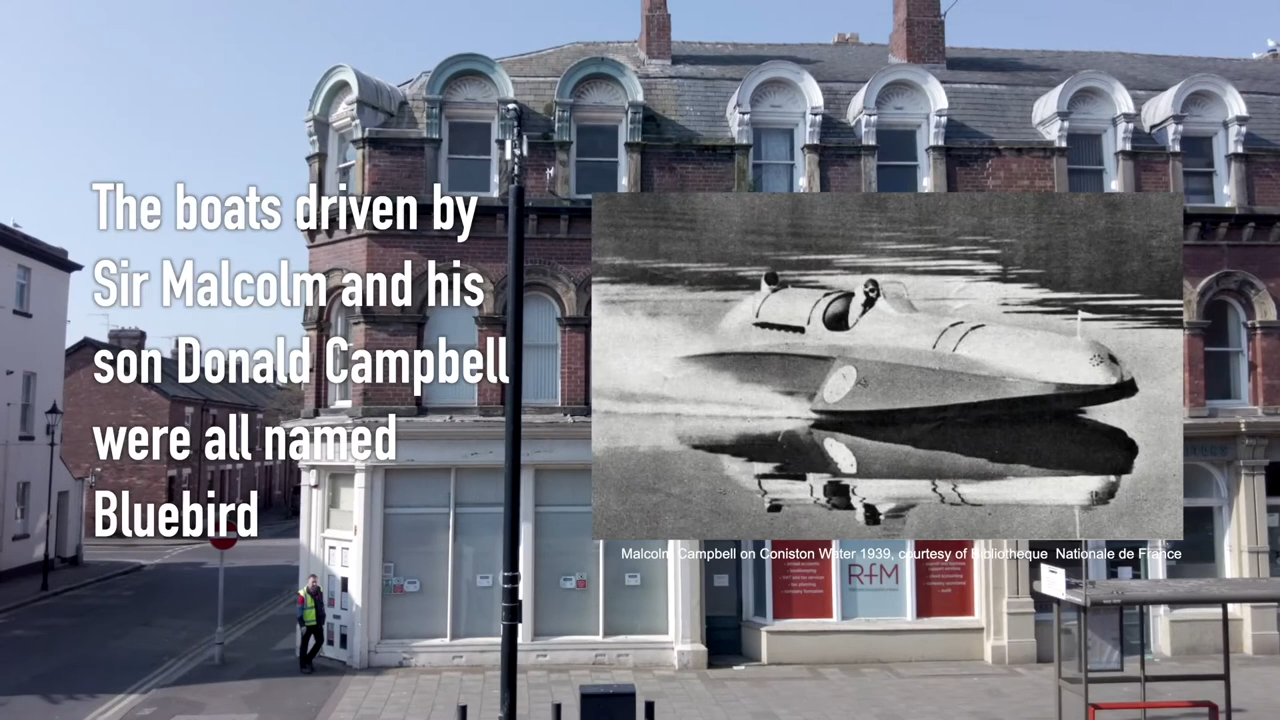 The boats driven by
Sir Malcolm and his
son Donald Campbell
were all named
Bluebird
Malcolm Campbell on Coniston Water 1939, courtesy of Bibliotheque Nationale de France
RfM